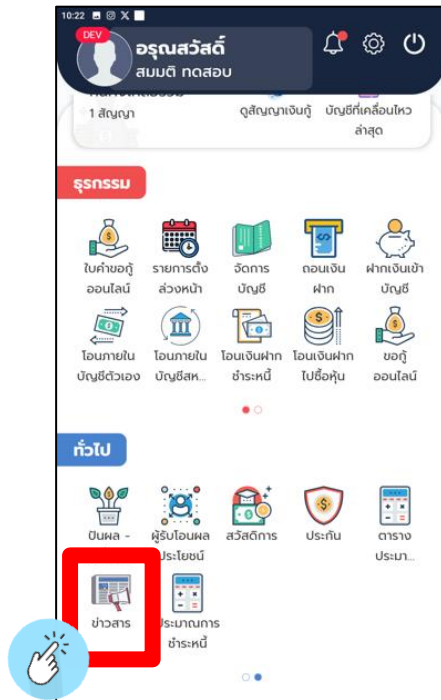 10:22
DEV
อรุณสวัสดิ์
สมมติ ทดสอบ
1 สัญญา
ดูสัญญาเงินกู้
บัญชีที่เคลื่อนไหว
ล่าสุด
ธุรกรรม
ใบคำขอกู้
ออนไลน์
รายการตั้ง
ล่วงหน้า
จัดการ
บัญชี
ถอนเงิน
ฝาก
ฝากเงินเข้า
บัญชี
โอนภายใน
บัญชีตัวเอง
โอนภายใน
บัญชีสห...
โอนเงินฝาก
ชำระหนี้
โอนเงินฝาก
ไปซื้อหุ้น
ขอกู้
ออนไลน์
ทั่วไป
ปันผล -
ผู้รับโอนผล
ประโยชน์
สวัสดิการ
ประกัน
ตาราง
ประมา...
ข่าวสาร
ประมาณการ
ชำระหนี้